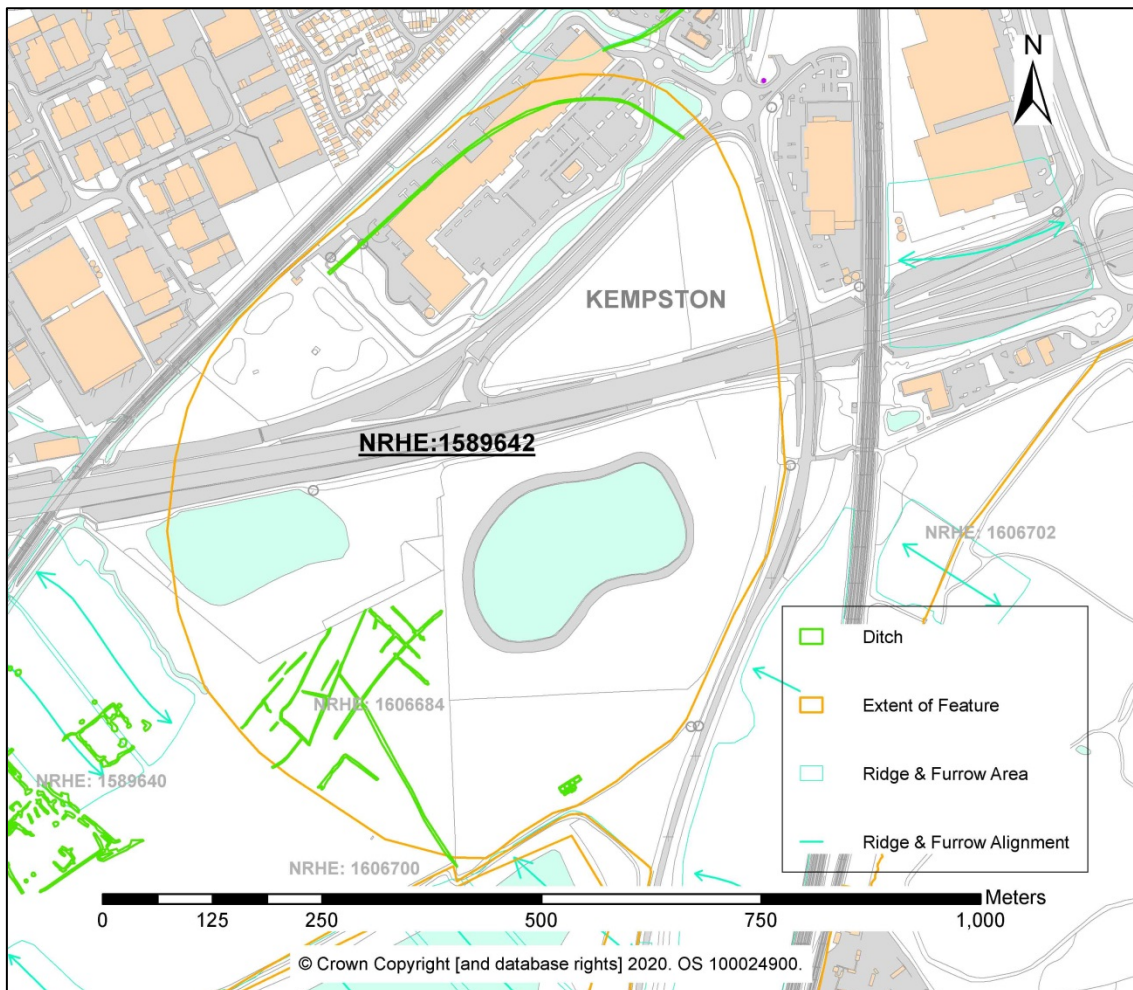 N
KEMPSTON
NRHE:1589642
NRHE: 1606702
NRHE: 1606684
NRHE: 1589640
NRHE: 1606700
Ditch
Extent of Feature
Ridge & Furrow Area
Ridge & Furrow Alignment
Meters
0 125 250 500 750 1,000
© Crown Copyright [and database rights] 2020. OS 100024900.